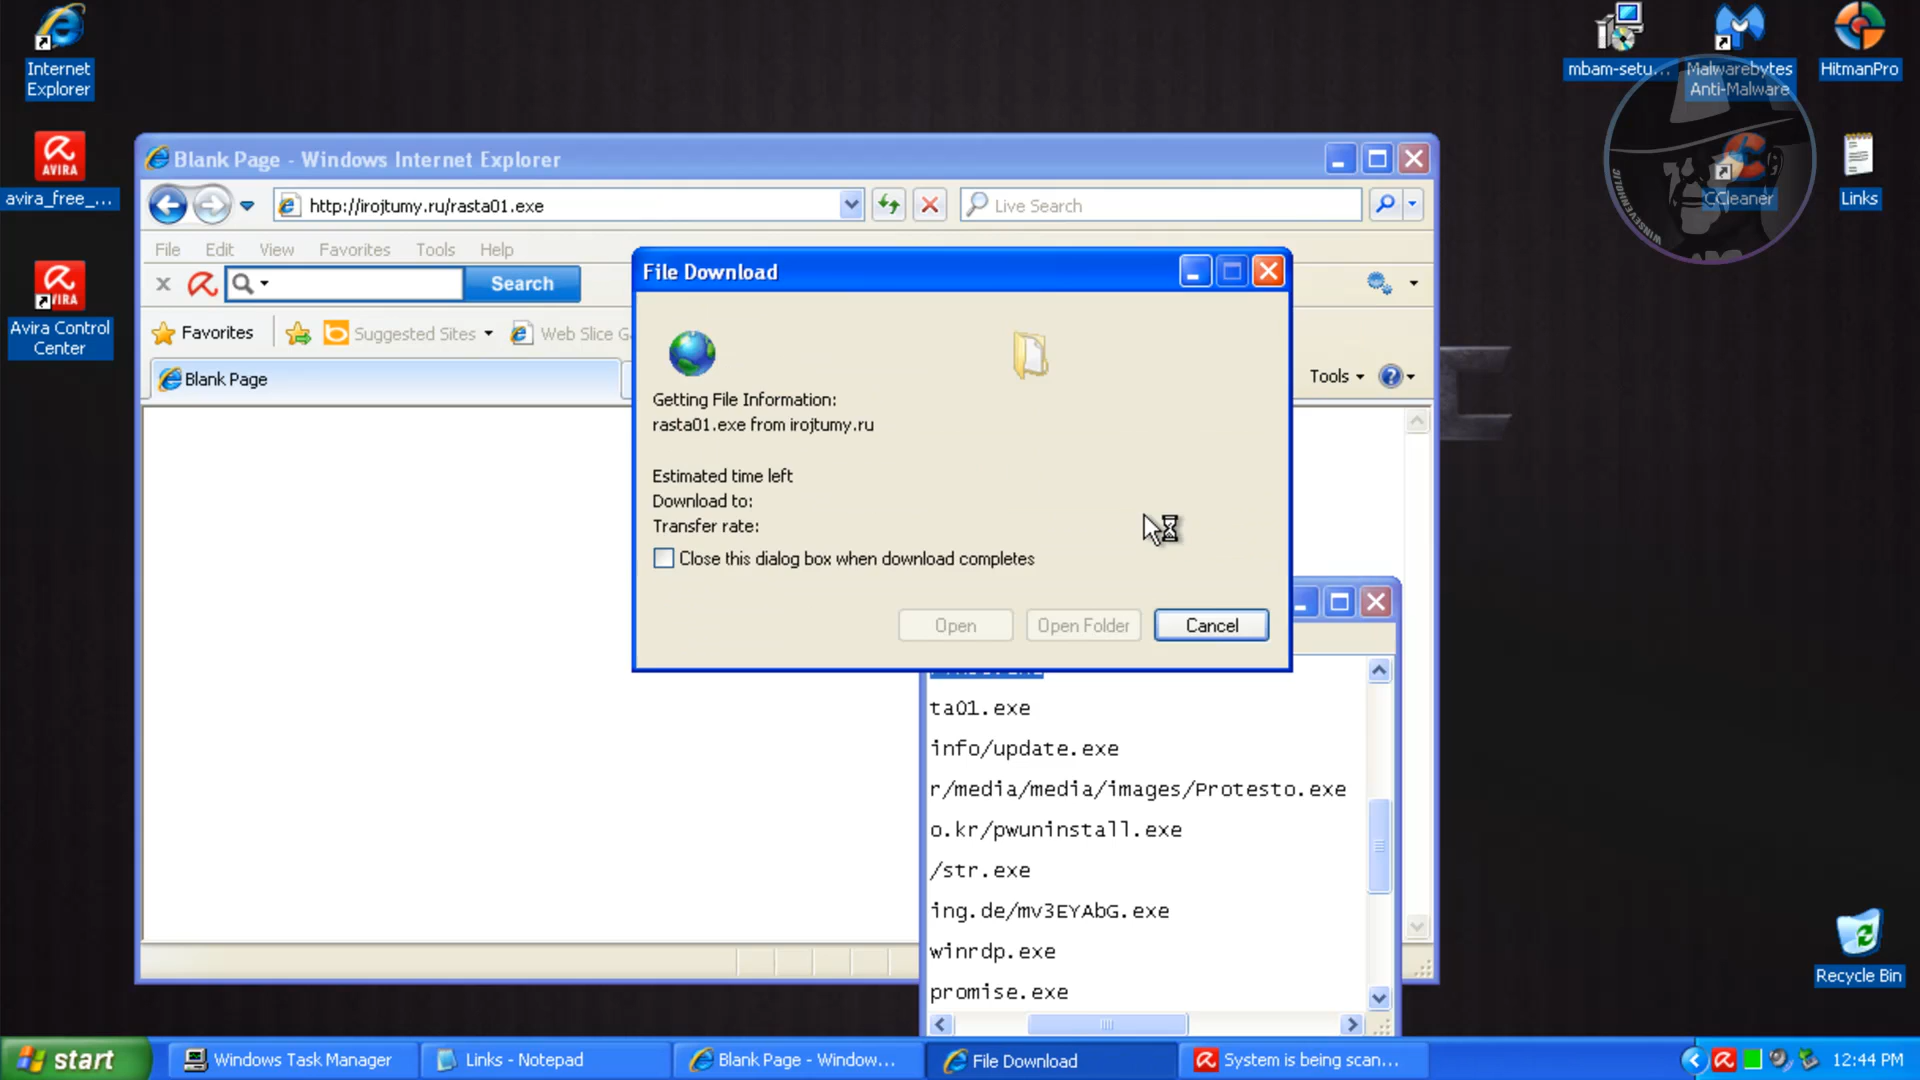 Internet
Explorer
AVIRA
avira_free_...
AVIRA
Avira Control
Center
mbam-setu...
Malwarebytes
Anti-Malware
HitmanPro
CCleaner
Links
WINSEVENHOLIC
Recycle Bin
Blank Page - Windows Internet Explorer
http://irojtumy.ru/rasta01.exe
Live Search
File Edit View Favorites Tools Help
x Search
Favorites Suggested Sites Web Slice G
Blank Page
Tools
File Download
Getting File Information:
rasta01.exe from irojtumy.ru
Estimated time left
Download to:
Transfer rate:
Close this dialog box when download completes
Open Open Folder Cancel
ta01.exe
info/update.exe
r/media/media/images/Protesto.exe
o.kr/pwuninstall.exe
/str.exe
ing.de/mv3EYAbG.exe
winrdp.exe
promise.exe
start Windows Task Manager Links - Notepad Blank Page - Window... File Download System is being scan... 12:44 PM